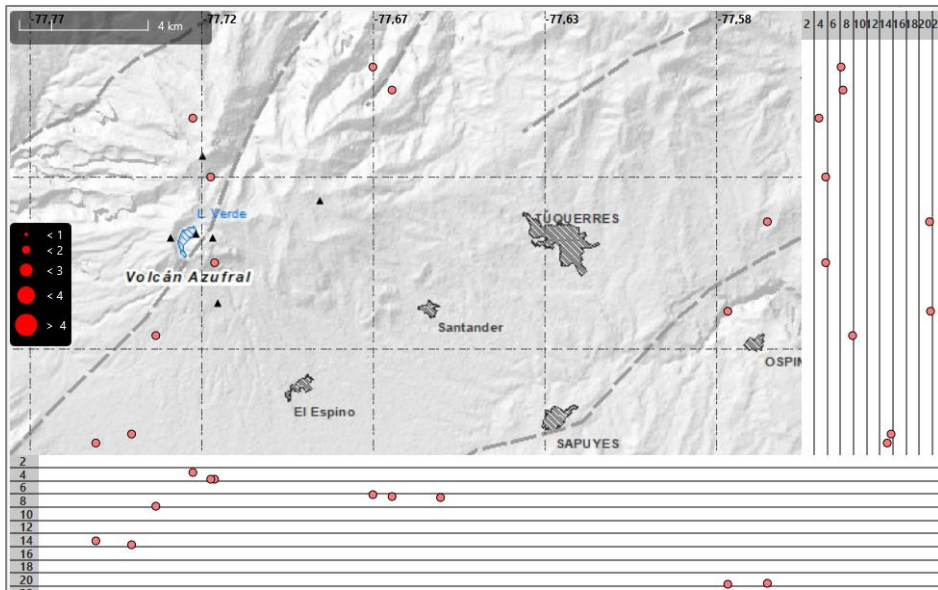 -77,77
-77,72
-77,67
-77,63
-77,58
4 km
2 4 6 8 10 12 14 16 18 20
L. Verde
TÚQUERRES
< 1
< 2
< 3
< 4
> 4
Volcán Azufral
Santander
OSPIN
El Espino
SAPUYES
2
4
6
8
10
12
14
16
18
20